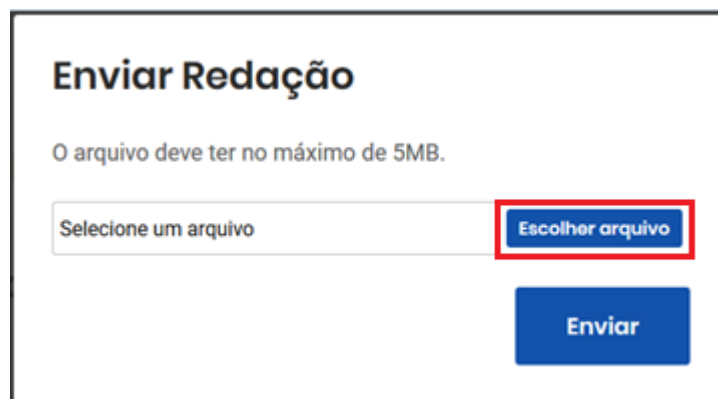 Enviar Redação
O arquivo deve ter no máximo de 5MB.
Selecione um arquivo Escolher arquivo
Enviar